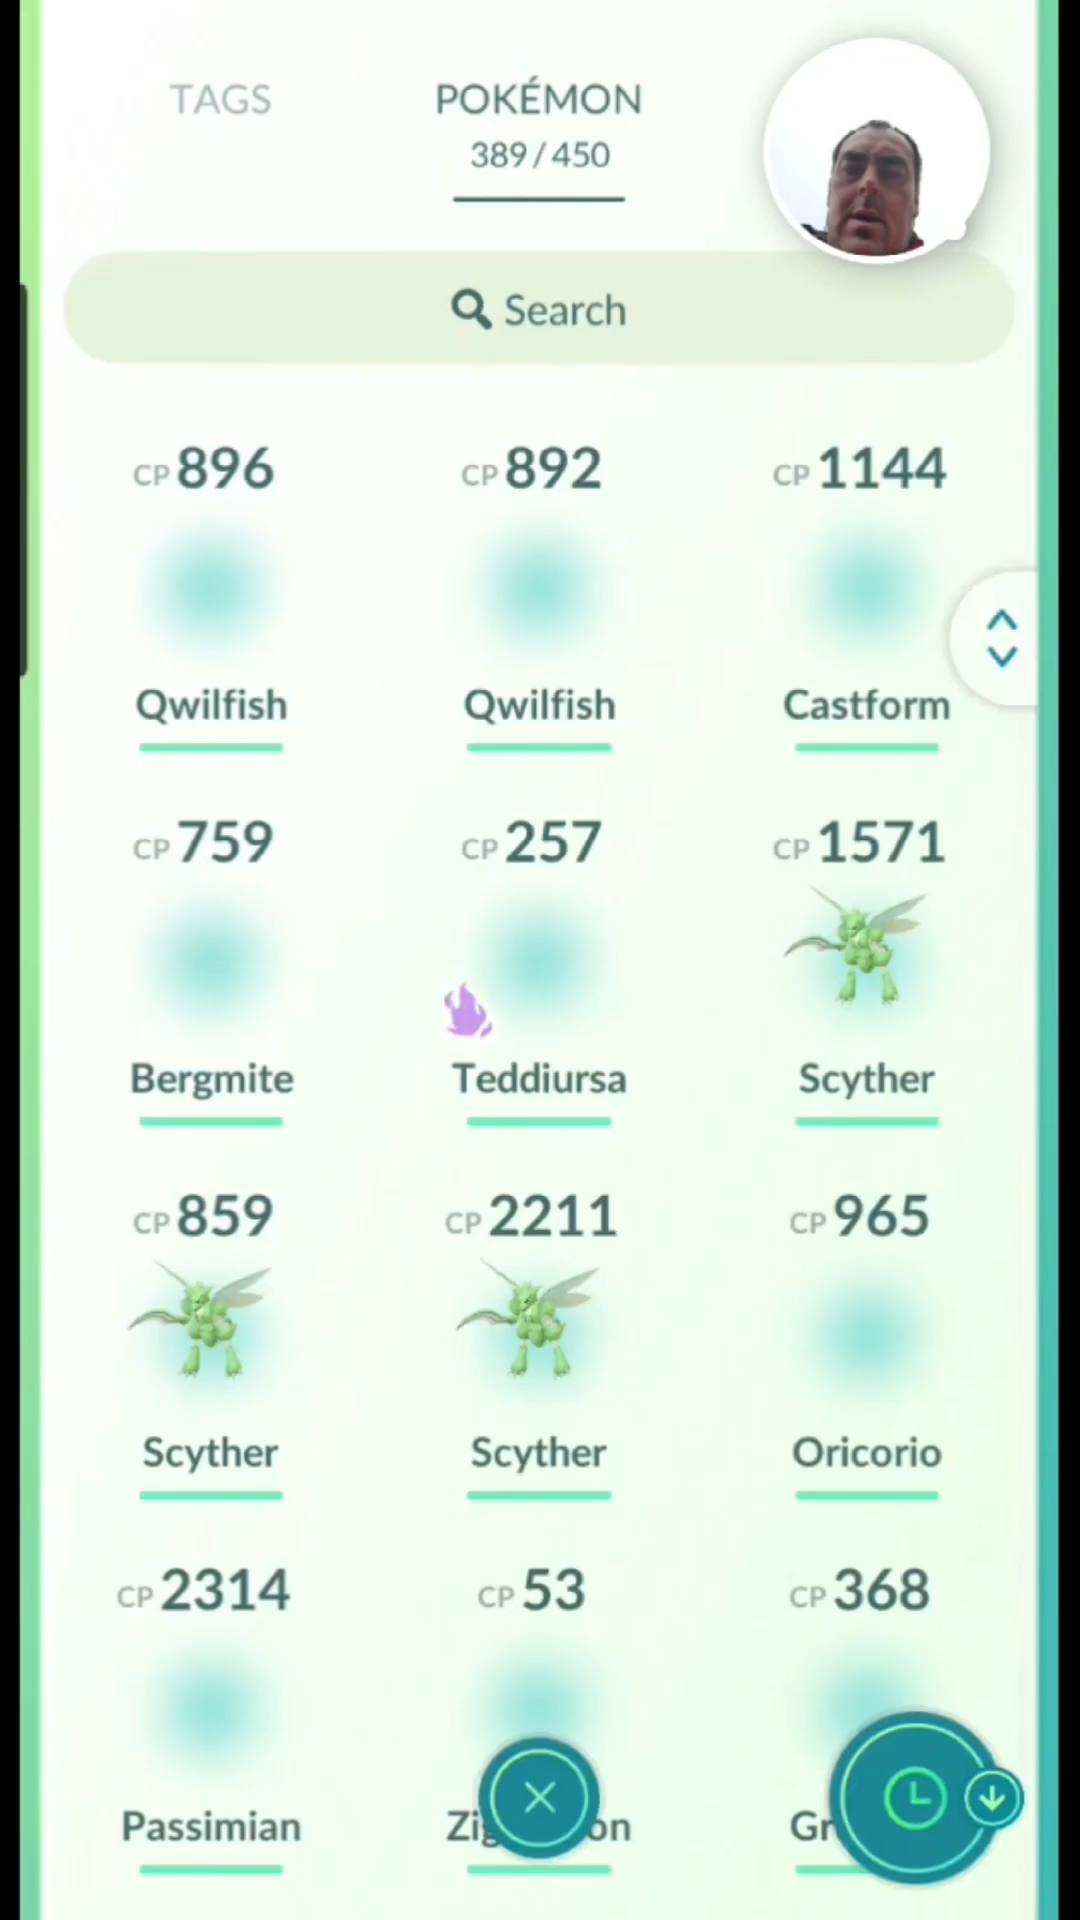 TAGS POKÉMON
389 / 450
Search
CP 896 CP 892 CP 1144
Qwilfish Qwilfish Castform
CP 759 CP 257 CP 1571
Bergmite Teddiursa Scyther
CP 859 CP 2211 CP 965
Scyther Scyther Oricorio
CP 2314 CP 53 CP 368
Passimian